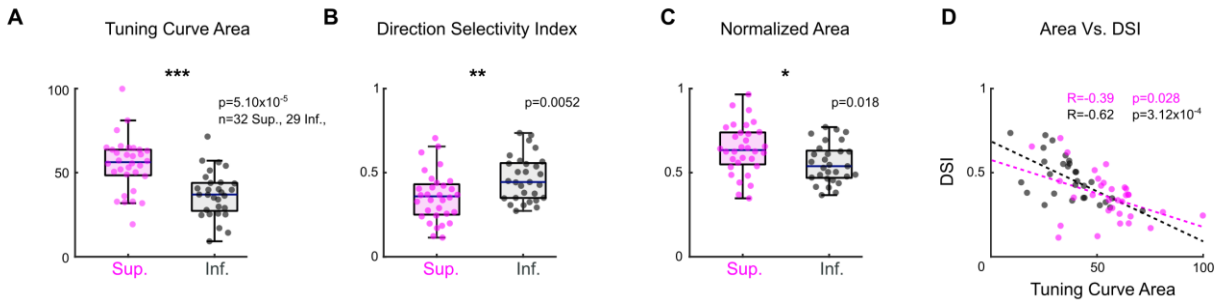 A
Tuning Curve Area
***
p=5.10x10-5
n=32 Sup., 29 Inf.,
100
50
0
Sup.
Inf.
B
Direction Selectivity Index
**
p=0.0052
1
0.5
0
Sup.
Inf.
C
Normalized Area
*
p=0.018
1
0.5
0
Sup.
Inf.
D
Area Vs. DSI
R=-0.39 p=0.028
R=-0.62 p=3.12x10-4
1
0.5
0
DSI
0 50 100
Tuning Curve Area